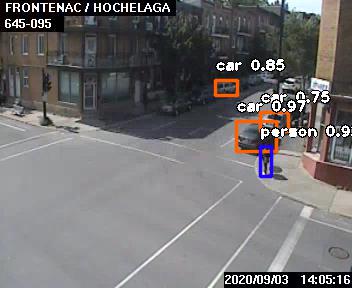 FRONTENAC / HOCHELAGA
645-095
car 0.85
car 0.75
car 0.97
person 0.9
2020/09/03 14:05:16